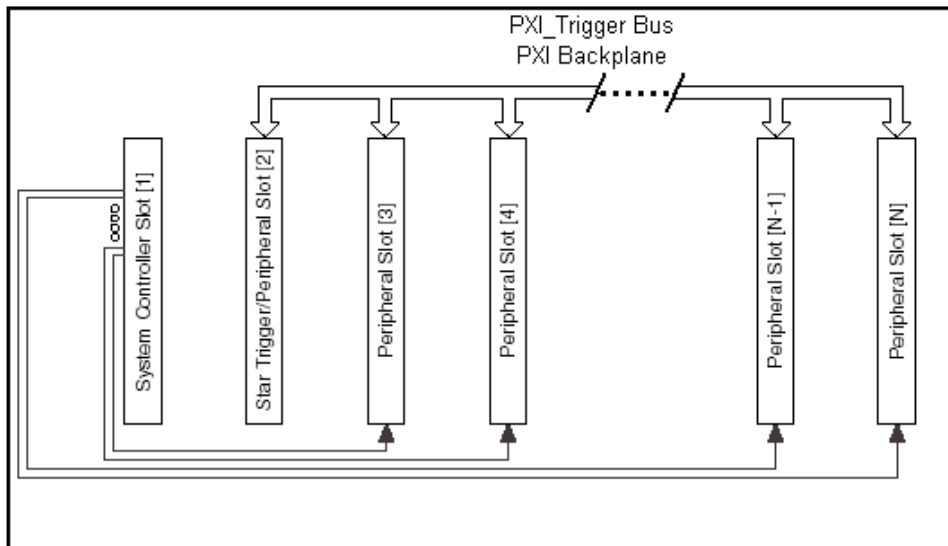 PXI_Trigger Bus
PXI Backplane
System Controller Slot [1]
Star Trigger/Peripheral Slot [2]
Peripheral Slot [3]
Peripheral Slot [4]
Peripheral Slot [N-1]
Peripheral Slot [N]